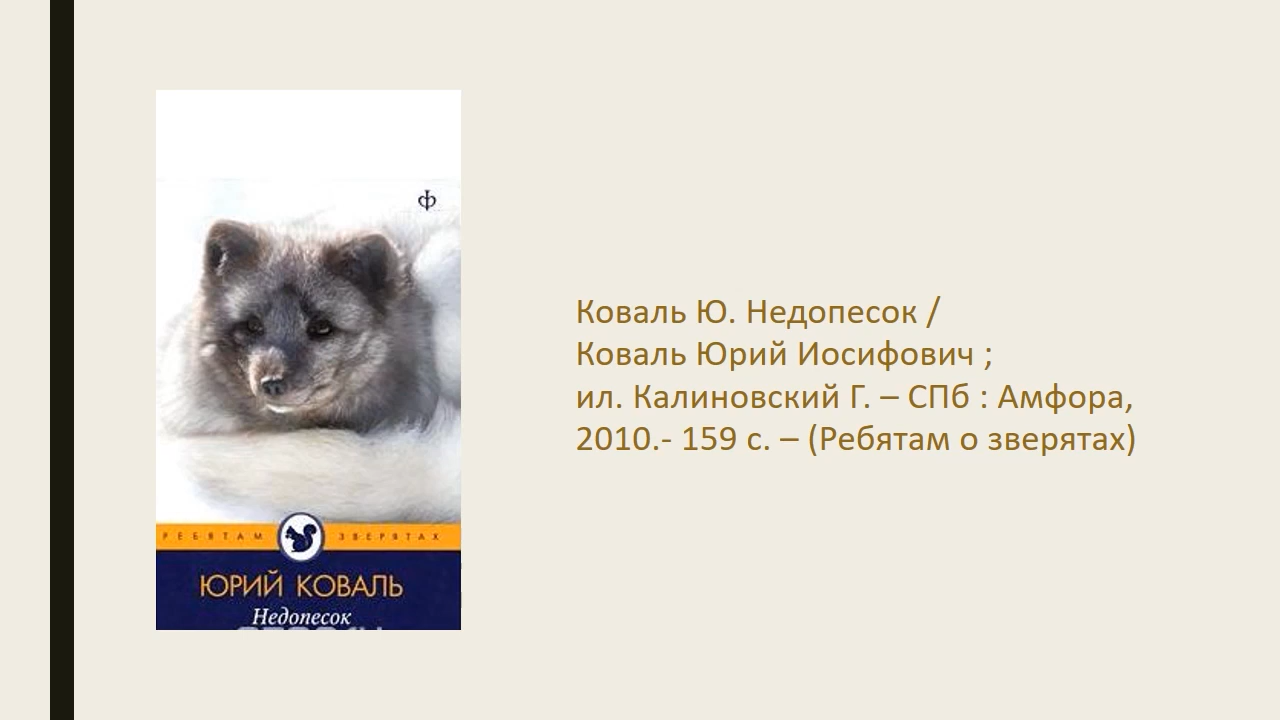 ф
РЕБЯТАМ ЗВЕРЯТАХ
ЮРИЙ КОВАЛЬ
Недопесок
Коваль Ю. Недопесок /
Коваль Юрий Иосифович ;
ил. Калиновский Г. – СПб : Амфора,
2010.- 159 с. – (Ребятам о зверятах)